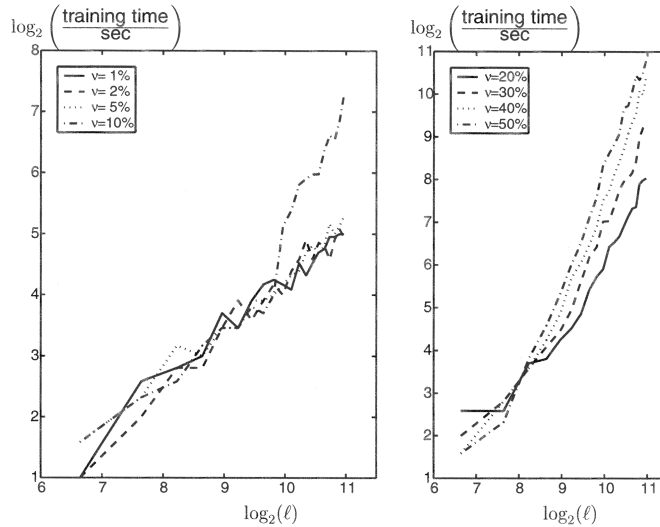 log₂ ( training time / sec )
8
7
6
5
4
3
2
1
ν= 1%
ν= 2%
ν= 5%
ν= 10%
6 7 8 9 10 11
log₂(ℓ)
log₂ ( training time / sec )
11
10
9
8
7
6
5
4
3
2
1
ν=20%
ν=30%
ν=40%
ν=50%
6 7 8 9 10 11
log₂(ℓ)